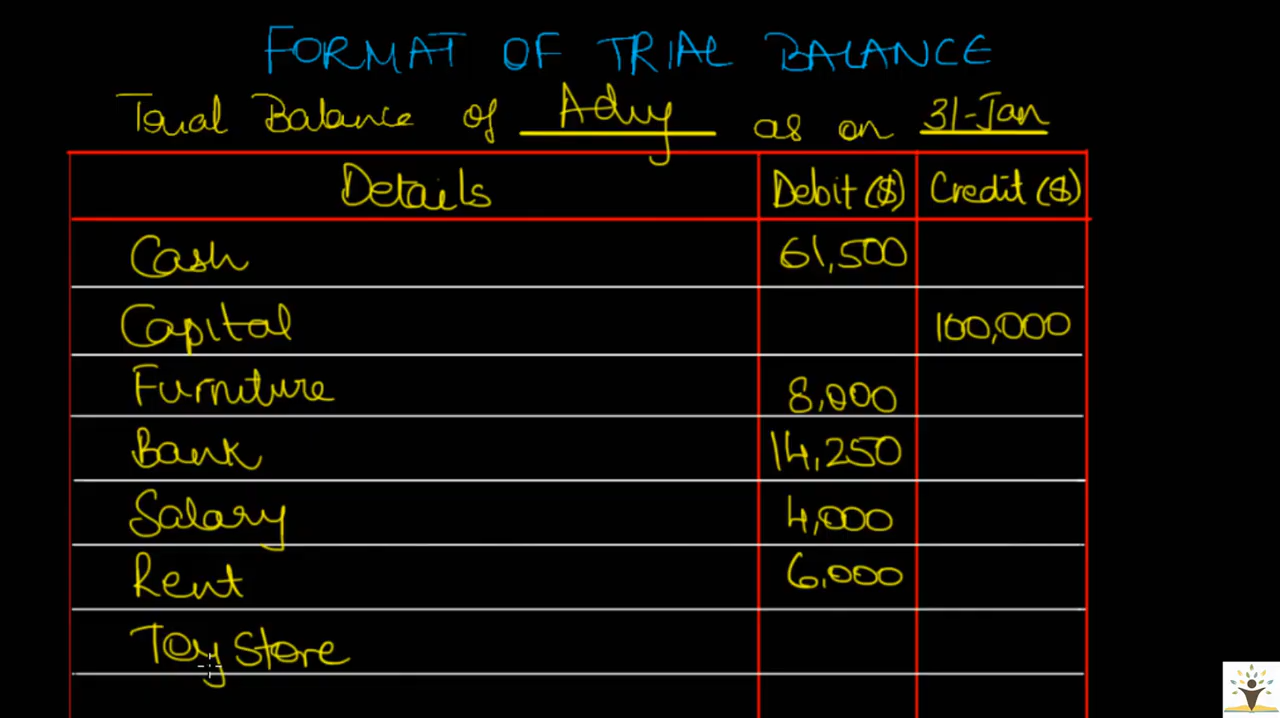 FORMAT OF TRIAL BALANCE
Trial Balance of Adry as on 31-Jan
Details Debit ($) Credit ($)
Cash 61,500
Capital 100,000
Furniture 8,000
Bank 14,250
Salary 4,000
Rent 6,000
Toy Store